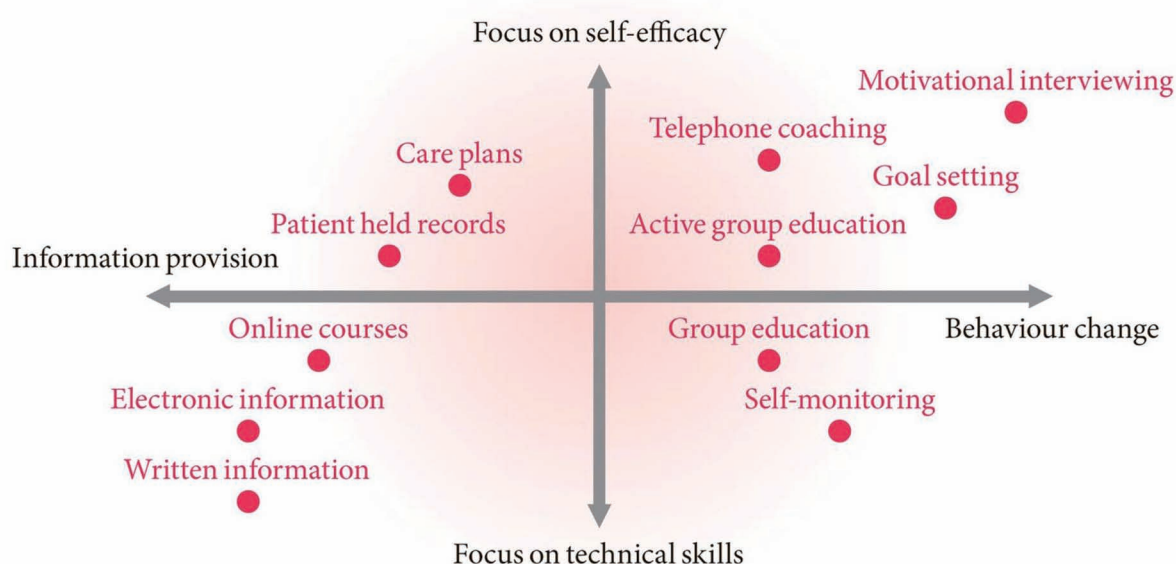 Focus on self-efficacy
Motivational interviewing
Telephone coaching
Care plans
Goal setting
Patient held records
Active group education
Information provision
Online courses
Group education
Behaviour change
Electronic information
Self-monitoring
Written information
Focus on technical skills